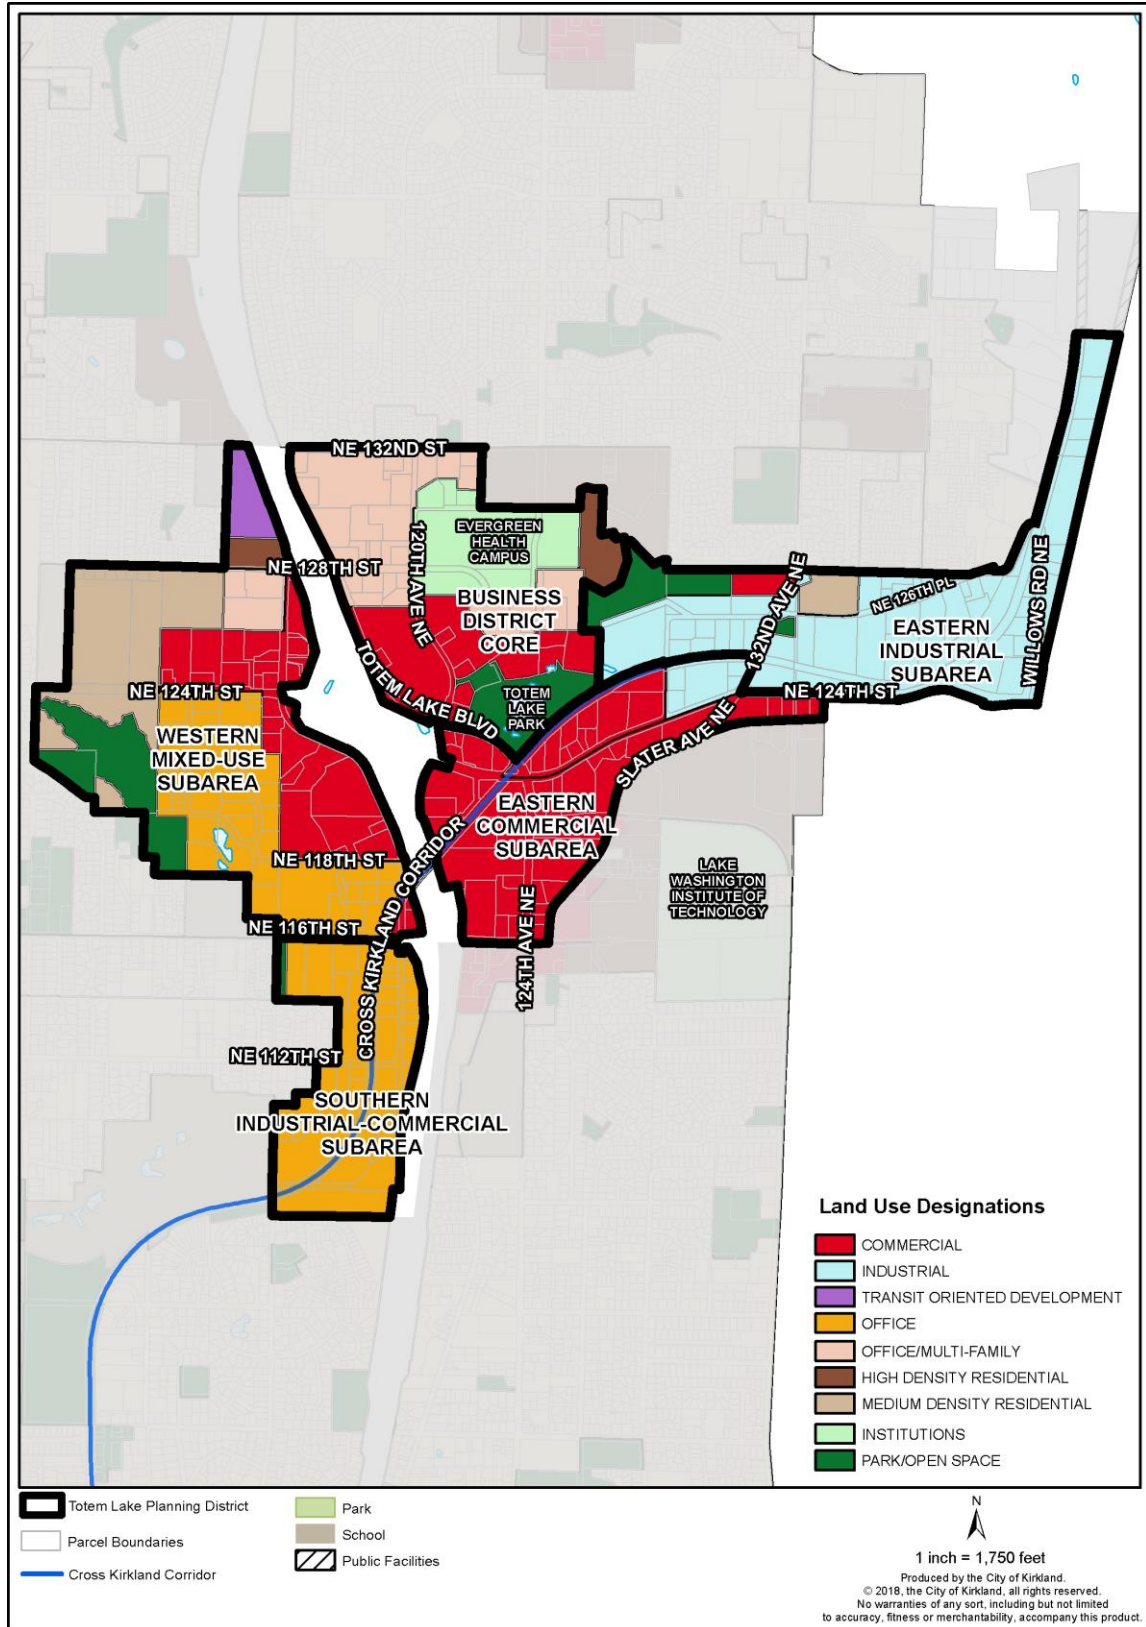 NE 132ND ST
120TH AVE NE
EVERGREEN
HEALTH
CAMPUS
NE 128TH ST
BUSINESS
DISTRICT
CORE
132ND AVE NE
NE 126TH PL
EASTERN
INDUSTRIAL
SUBAREA
WILLOWS RD NE
TOTEM LAKE BLVD
TOTEM
LAKE
PARK
NE 124TH ST
NE 124TH ST
WESTERN
MIXED-USE
SUBAREA
SLATER AVE NE
EASTERN
COMMERCIAL
SUBAREA
NE 118TH ST
CROSS KIRKLAND CORRIDOR
LAKE
WASHINGTON
INSTITUTE OF
TECHNOLOGY
NE 116TH ST
124TH AVE NE
NE 112TH ST
SOUTHERN
INDUSTRIAL-COMMERCIAL
SUBAREA
Land Use Designations
COMMERCIAL
INDUSTRIAL
TRANSIT ORIENTED DEVELOPMENT
OFFICE
OFFICE/MULTI-FAMILY
HIGH DENSITY RESIDENTIAL
MEDIUM DENSITY RESIDENTIAL
INSTITUTIONS
PARK/OPEN SPACE
Totem Lake Planning District
Parcel Boundaries
Cross Kirkland Corridor
Park
School
Public Facilities
N
1 inch = 1,750 feet
Produced by the City of Kirkland.
© 2018, the City of Kirkland, all rights reserved.
No warranties of any sort, including but not limited
to accuracy, fitness or merchantability, accompany this product.